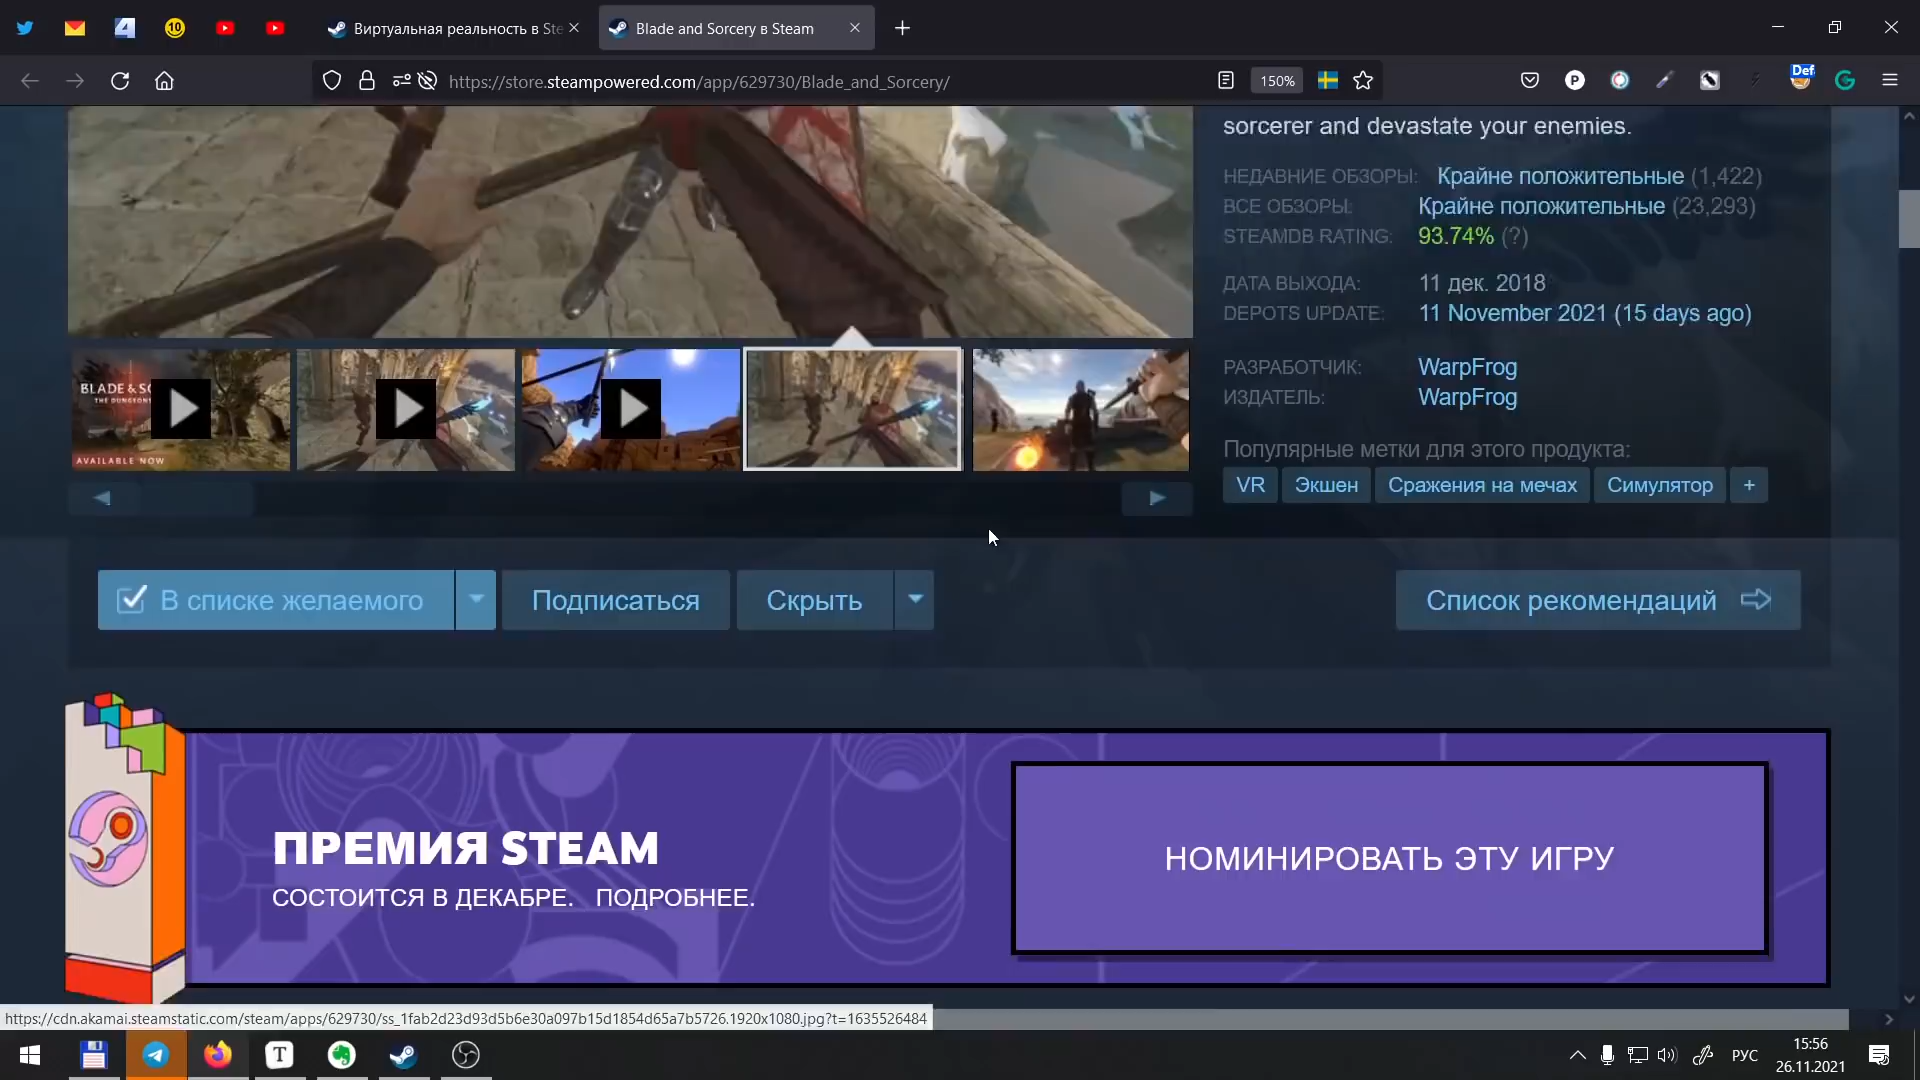 10
Виртуальная реальность в Ste
Blade and Sorcery в Steam
https://store.steampowered.com/app/629730/Blade_and_Sorcery/
150%
P
Def
sorcerer and devastate your enemies.
НЕДАВНИЕ ОБЗОРЫ: Крайне положительные (1,422)
ВСЕ ОБЗОРЫ: Крайне положительные (23,293)
STEAMDB RATING: 93.74% (?)
ДАТА ВЫХОДА: 11 дек. 2018
DEPOTS UPDATE: 11 November 2021 (15 days ago)
РАЗРАБОТЧИК: WarpFrog
ИЗДАТЕЛЬ: WarpFrog
Популярные метки для этого продукта:
VR Экшен Сражения на мечах Симулятор +
BLADE & SO
AVAILABLE NOW
В списке желаемого
Подписаться
Скрыть
Список рекомендаций
ПРЕМИЯ STEAM
СОСТОИТСЯ В ДЕКАБРЕ. ПОДРОБНЕЕ.
НОМИНИРОВАТЬ ЭТУ ИГРУ
https://cdn.akamai.steamstatic.com/steam/apps/629730/ss_1fab2d23d93d5b6e30a097b15d1854d65a7b5726.1920x1080.jpg?t=1635526484
T
РУС
15:56
26.11.2021